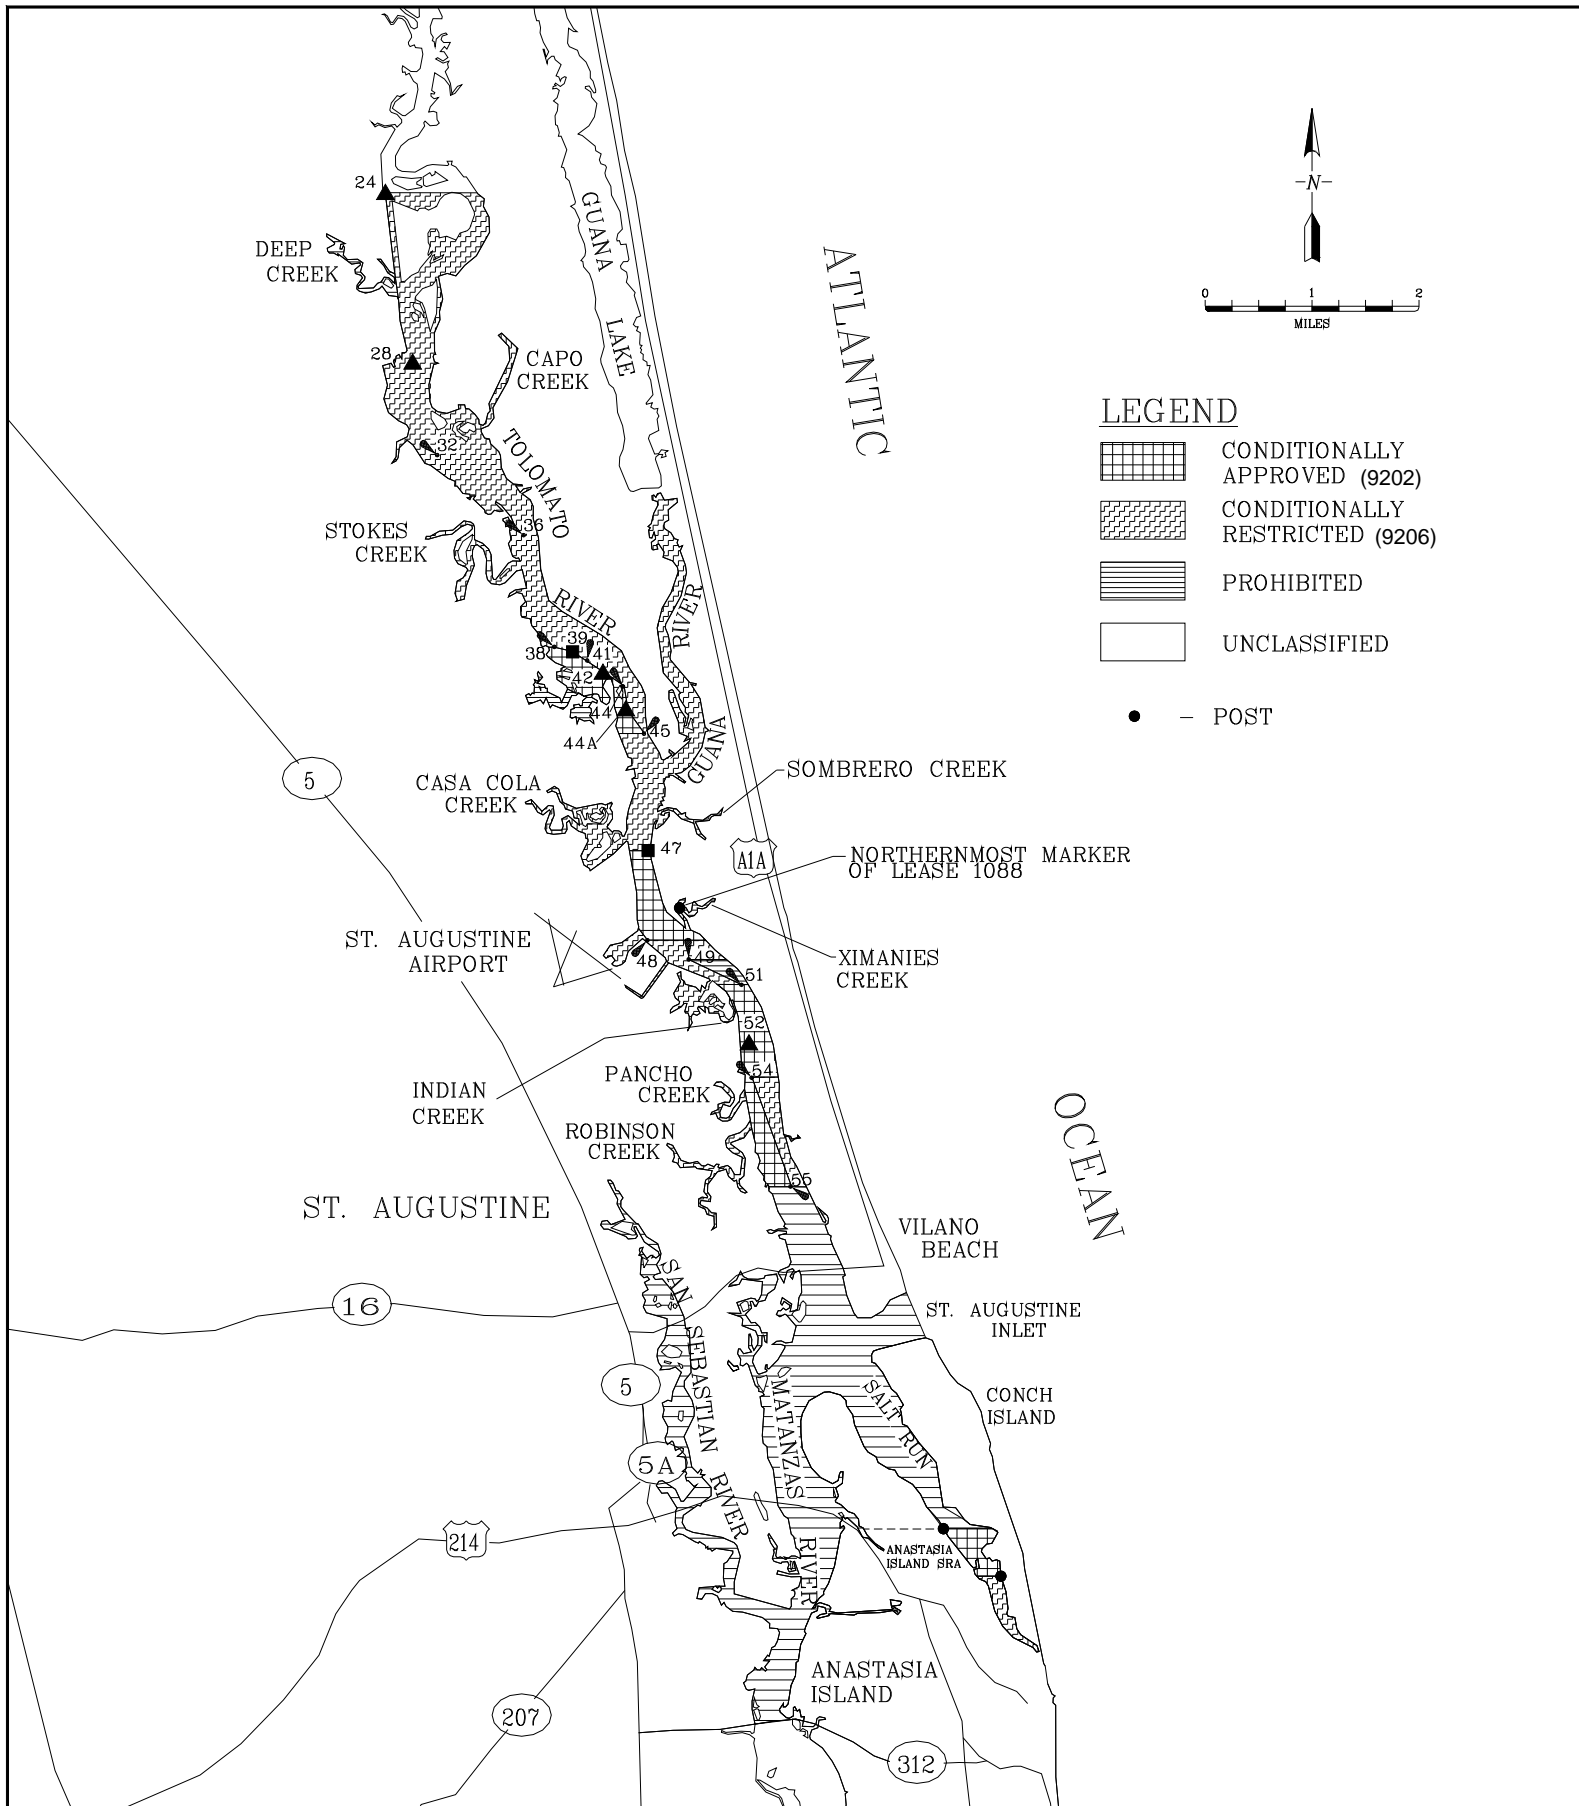 24
DEEP
CREEK
28
CAPO
CREEK
32
TOLOMATO
RIVER
36
STOKES
CREEK
GUANA
LAKE
ATLANTIC
OCEAN
-N-
0 1 2
MILES
LEGEND
CONDITIONALLY
APPROVED (9202)
CONDITIONALLY
RESTRICTED (9206)
PROHIBITED
UNCLASSIFIED
- POST
38
39
41
42
44
44A
45
GUANA
RIVER
5
CASA COLA
CREEK
SOMBRERO CREEK
47
A1A
NORTHERNMOST MARKER
OF LEASE 1088
ST. AUGUSTINE
AIRPORT
48
49
51
XIMANIES
CREEK
52
INDIAN
CREEK
54
PANCHO
CREEK
ROBINSON
CREEK
55
ST. AUGUSTINE
VILANO
BEACH
16
ST. AUGUSTINE
INLET
SAN
SEBASTIAN
RIVER
5
MATANZAS
RIVER
SALT RUN
CONCH
ISLAND
5A
214
ANASTASIA
ISLAND SRA
ANASTASIA
ISLAND
207
312